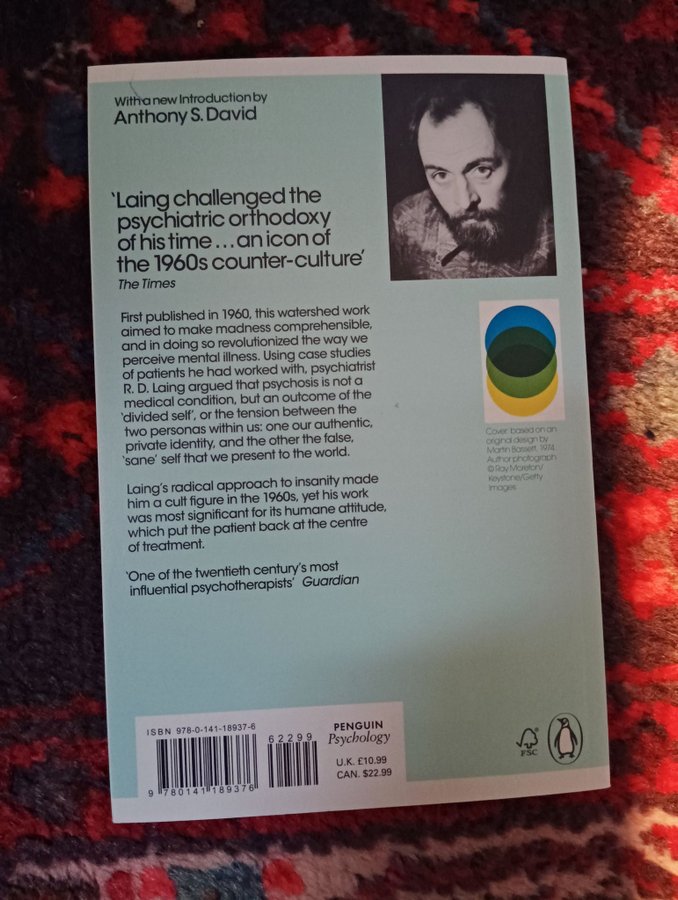 With a new Introduction by
Anthony S. David
‘Laing challenged the
psychiatric orthodoxy
of his time ... an icon of
the 1960s counter-culture’
The Times
First published in 1960, this watershed work
aimed to make madness comprehensible,
and in doing so revolutionized the way we
perceive mental illness. Using case studies
of patients he had worked with, psychiatrist
R. D. Laing argued that psychosis is not a
medical condition, but an outcome of the
‘divided self’, or the tension between the
two personas within us: one our authentic,
private identity, and the other the false,
‘sane’ self that we present to the world.
Laing’s radical approach to insanity made
him a cult figure in the 1960s, yet his work
was most significant for its humane attitude,
which put the patient back at the centre
of treatment.
‘One of the twentieth century’s most
influential psychotherapists’ Guardian
Cover: based on an
original design by
Martin Bassett, 1974
Author photograph
© Ray Moreton/
Keystone/Getty
Images
ISBN 978-0-141-18937-6
62299
9 780141 189376
PENGUIN
Psychology
U.K. £10.99
CAN. $22.99
FSC